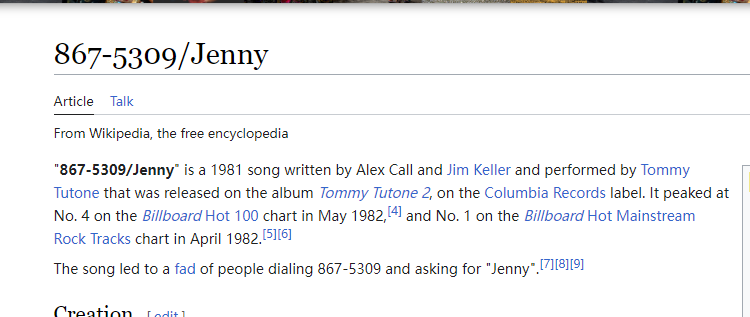 867-5309/Jenny
Article Talk
From Wikipedia, the free encyclopedia
"867-5309/Jenny" is a 1981 song written by Alex Call and Jim Keller and performed by Tommy
Tutone that was released on the album Tommy Tutone 2, on the Columbia Records label. It peaked at
No. 4 on the Billboard Hot 100 chart in May 1982,[4] and No. 1 on the Billboard Hot Mainstream
Rock Tracks chart in April 1982.[5][6]
The song led to a fad of people dialing 867-5309 and asking for "Jenny".[7][8][9]
Creation [ edit ]